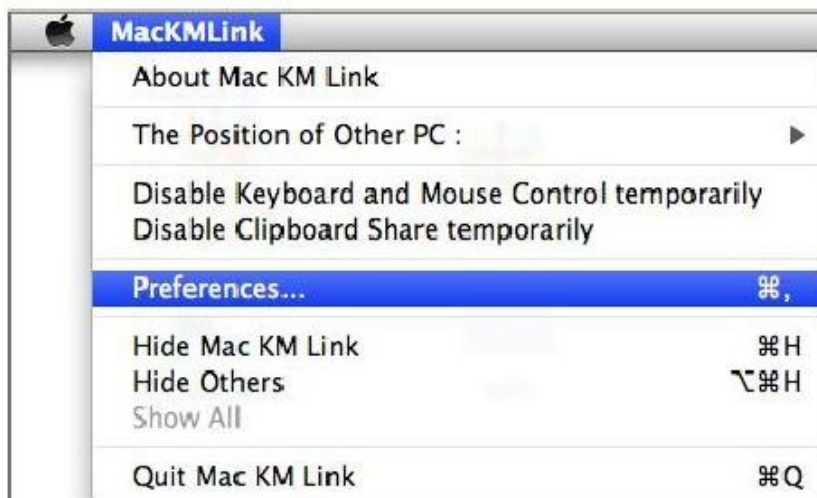 MacKMLink
About Mac KM Link
The Position of Other PC :
Disable Keyboard and Mouse Control temporarily
Disable Clipboard Share temporarily
Preferences... ⌘,
Hide Mac KM Link ⌘H
Hide Others ⌥⌘H
Show All
Quit Mac KM Link ⌘Q